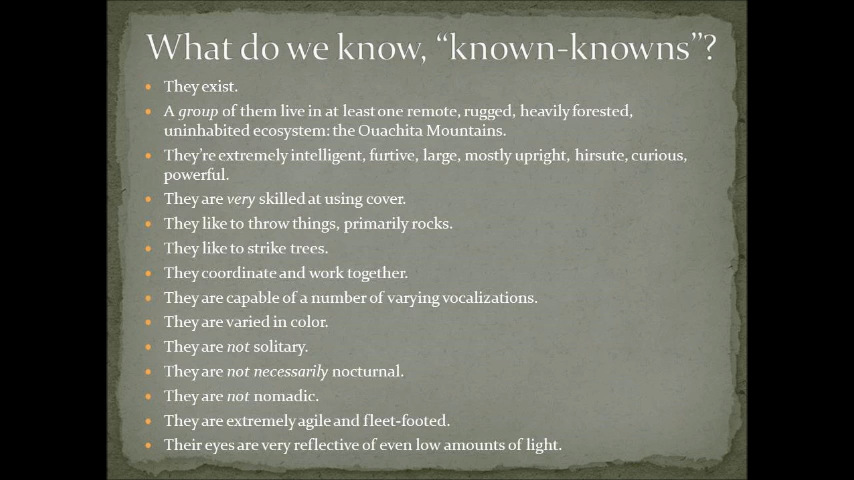 What do we know, “known-knowns”?
They exist.
A group of them live in at least one remote, rugged, heavily forested,
uninhabited ecosystem: the Ouachita Mountains.
They’re extremely intelligent, furtive, large, mostly upright, hirsute, curious,
powerful.
They are very skilled at using cover.
They like to throw things, primarily rocks.
They like to strike trees.
They coordinate and work together.
They are capable of a number of varying vocalizations.
They are varied in color.
They are not solitary.
They are not necessarily nocturnal.
They are not nomadic.
They are extremely agile and fleet-footed.
Their eyes are very reflective of even low amounts of light.